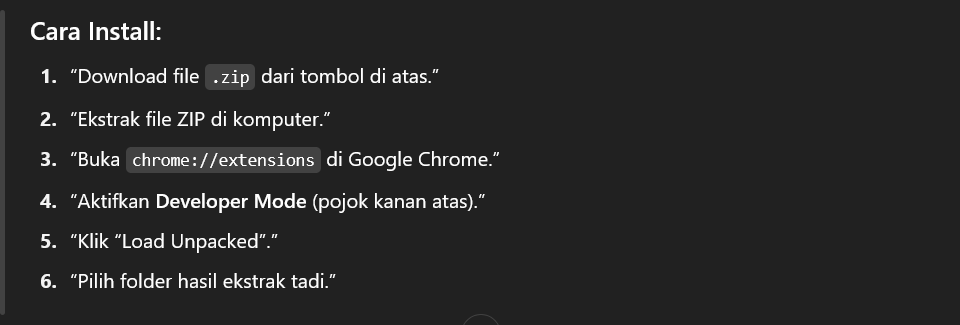 Cara Install:
1. “Download file .zip dari tombol di atas.”
2. “Ekstrak file ZIP di komputer.”
3. “Buka chrome://extensions di Google Chrome.”
4. “Aktifkan Developer Mode (pojok kanan atas).”
5. “Klik “Load Unpacked”.”
6. “Pilih folder hasil ekstrak tadi.”